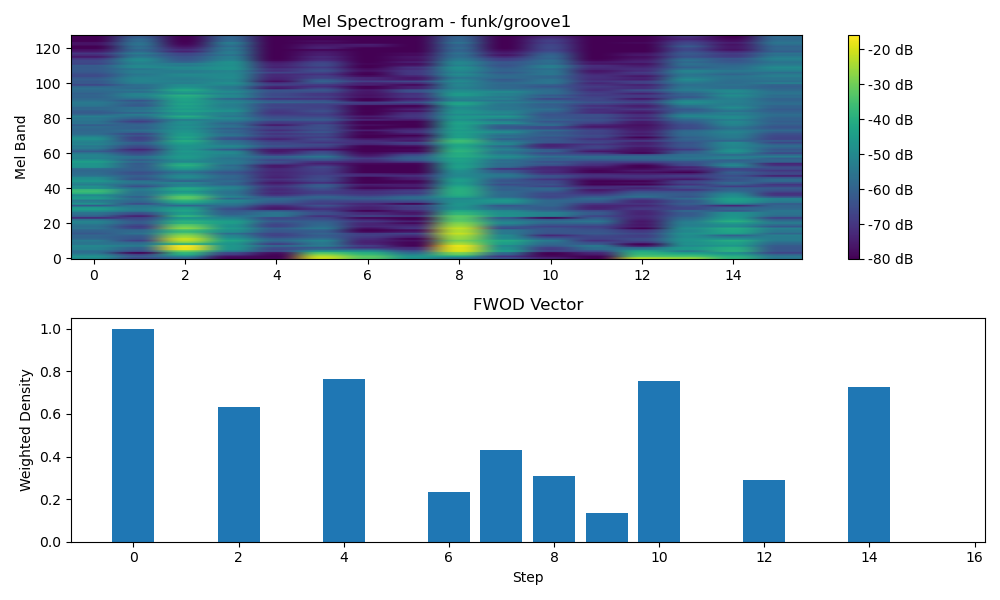 Mel Spectrogram - funk/groove1
Mel Band
120
100
80
60
40
20
0
0 2 4 6 8 10 12 14
-20 dB
-30 dB
-40 dB
-50 dB
-60 dB
-70 dB
-80 dB
FWOD Vector
Weighted Density
1.0
0.8
0.6
0.4
0.2
0.0
0 2 4 6 8 10 12 14 16
Step